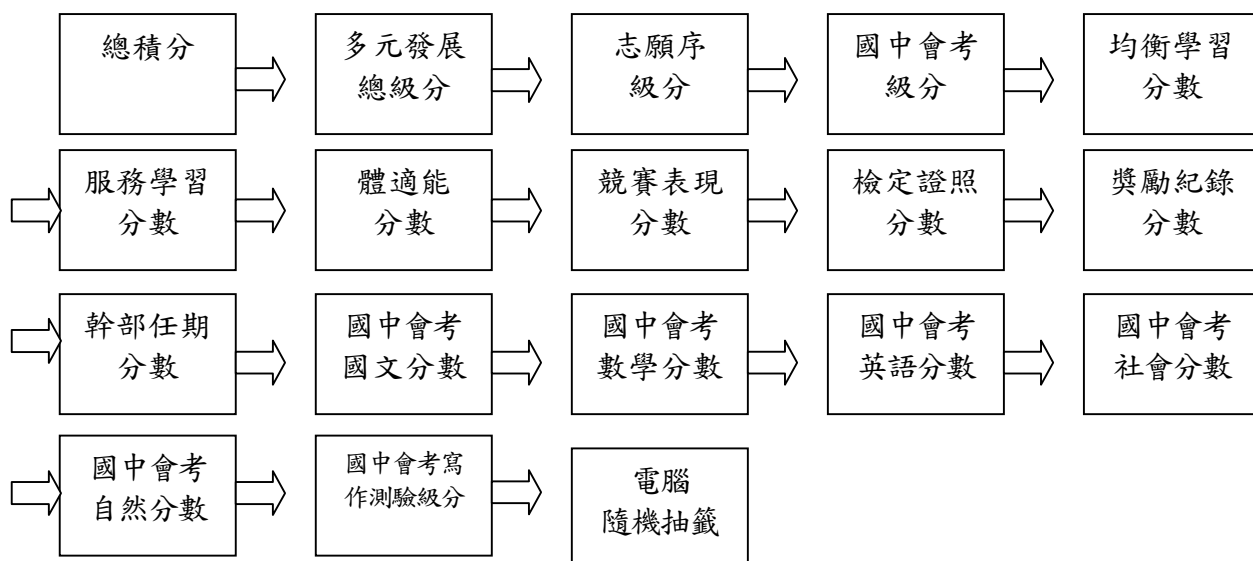 總積分
多元發展
總級分
志願序
級分
國中會考
級分
均衡學習
分數
服務學習
分數
體適能
分數
競賽表現
分數
檢定證照
分數
獎勵紀錄
分數
幹部任期
分數
國中會考
國文分數
國中會考
數學分數
國中會考
英語分數
國中會考
社會分數
國中會考
自然分數
國中會考寫
作測驗級分
電腦
隨機抽籤